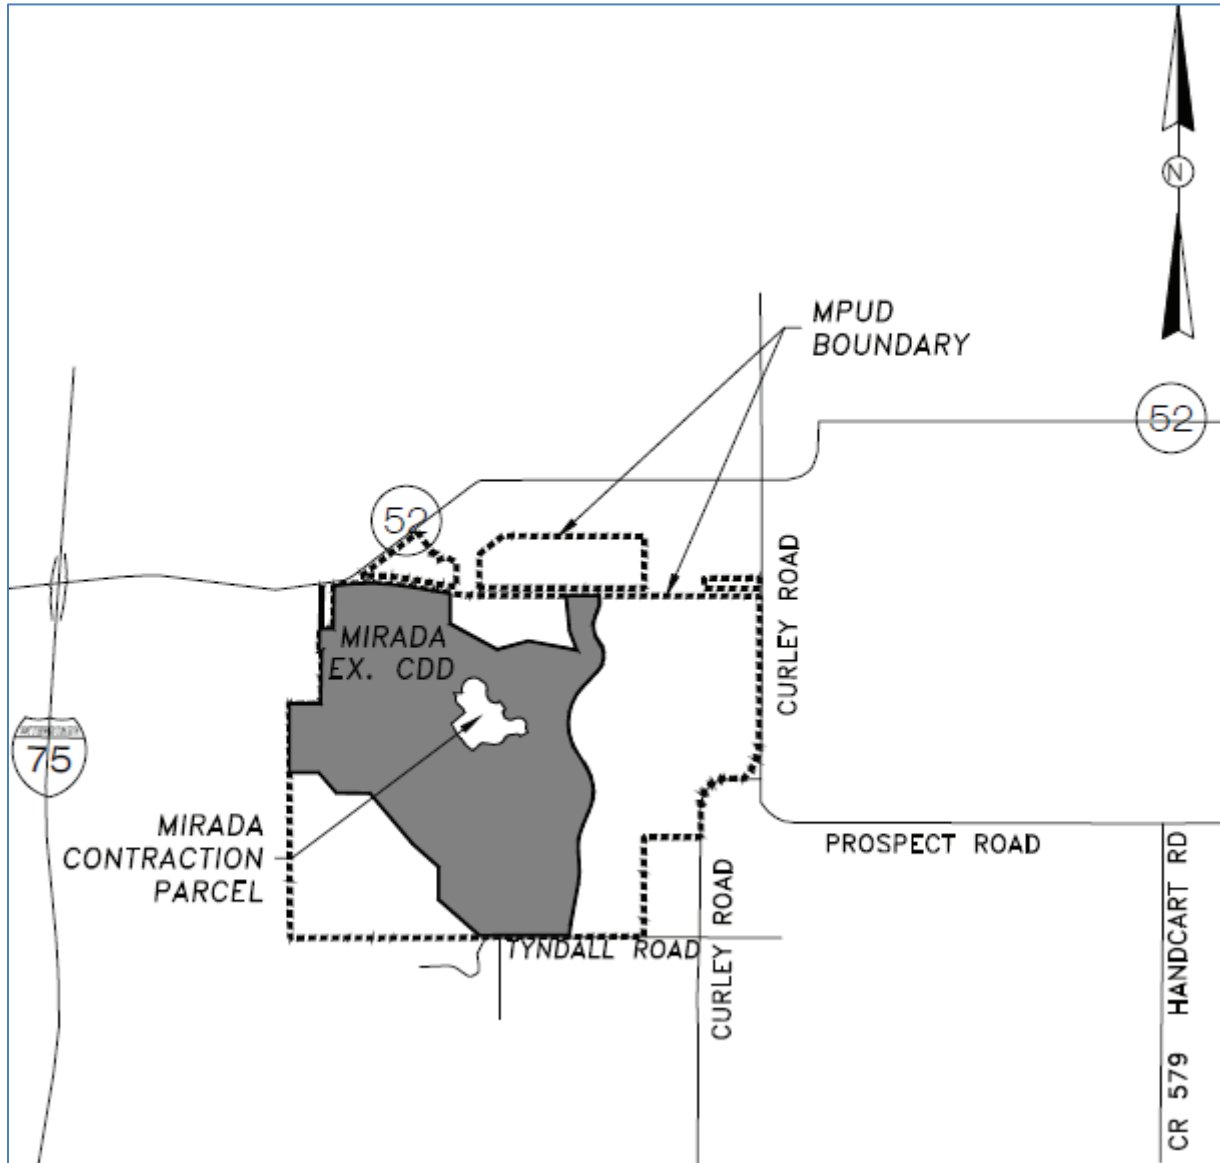 N
MPUD
BOUNDARY
52
52
CURLEY ROAD
MIRADA
EX. CDD
75
MIRADA
CONTRACTION
PARCEL
PROSPECT ROAD
TYNDALL ROAD
CURLEY ROAD
CR 579 HANDCART RD